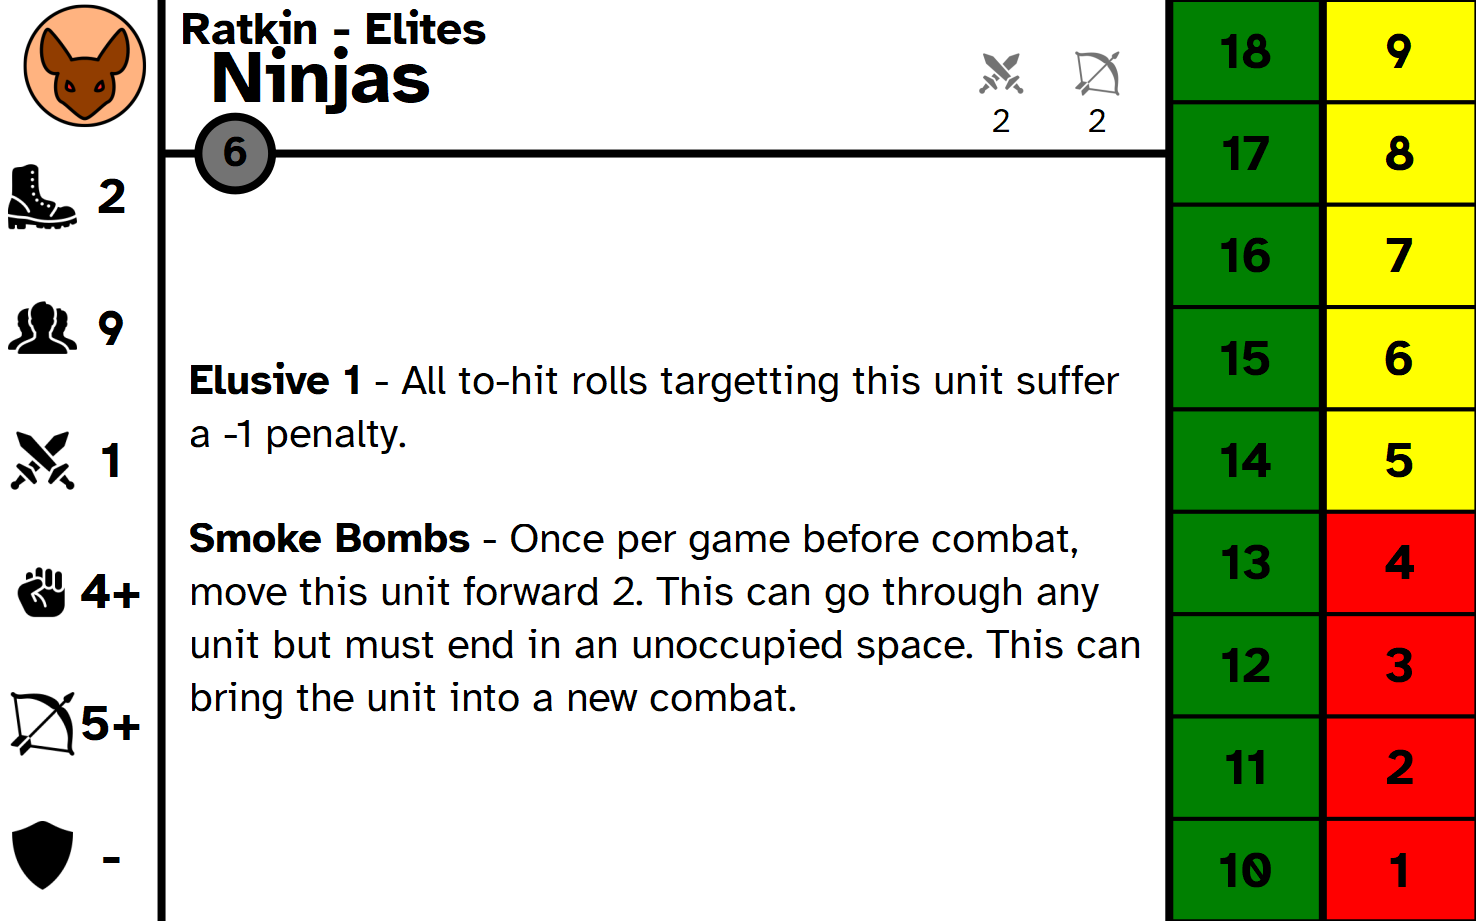 Ratkin - Elites
Ninjas
2 2
6
2
9
1
4+
5+
-
Elusive 1 - All to-hit rolls targetting this unit suffer
a -1 penalty.
Smoke Bombs - Once per game before combat,
move this unit forward 2. This can go through any
unit but must end in an unoccupied space. This can
bring the unit into a new combat.
18 9
17 8
16 7
15 6
14 5
13 4
12 3
11 2
10 1